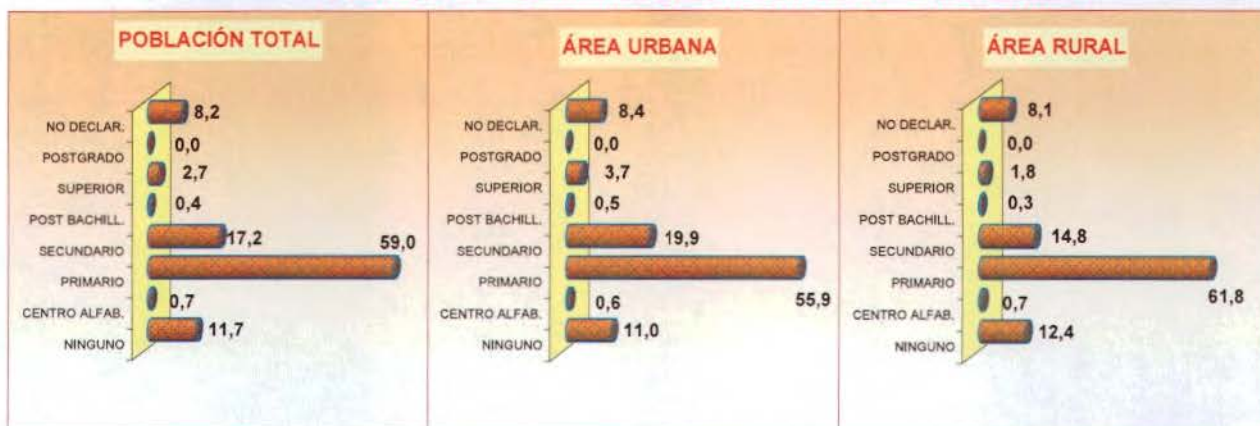 POBLACIÓN TOTAL
NO DECLAR. 8,2
POSTGRADO 0,0
SUPERIOR 2,7
POST BACHILL. 0,4
SECUNDARIO 17,2
PRIMARIO 59,0
CENTRO ALFAB. 0,7
NINGUNO 11,7
ÁREA URBANA
NO DECLAR. 8,4
POSTGRADO 0,0
SUPERIOR 3,7
POST BACHILL. 0,5
SECUNDARIO 19,9
PRIMARIO 55,9
CENTRO ALFAB. 0,6
NINGUNO 11,0
ÁREA RURAL
NO DECLAR. 8,1
POSTGRADO 0,0
SUPERIOR 1,8
POST BACHILL. 0,3
SECUNDARIO 14,8
PRIMARIO 61,8
CENTRO ALFAB. 0,7
NINGUNO 12,4